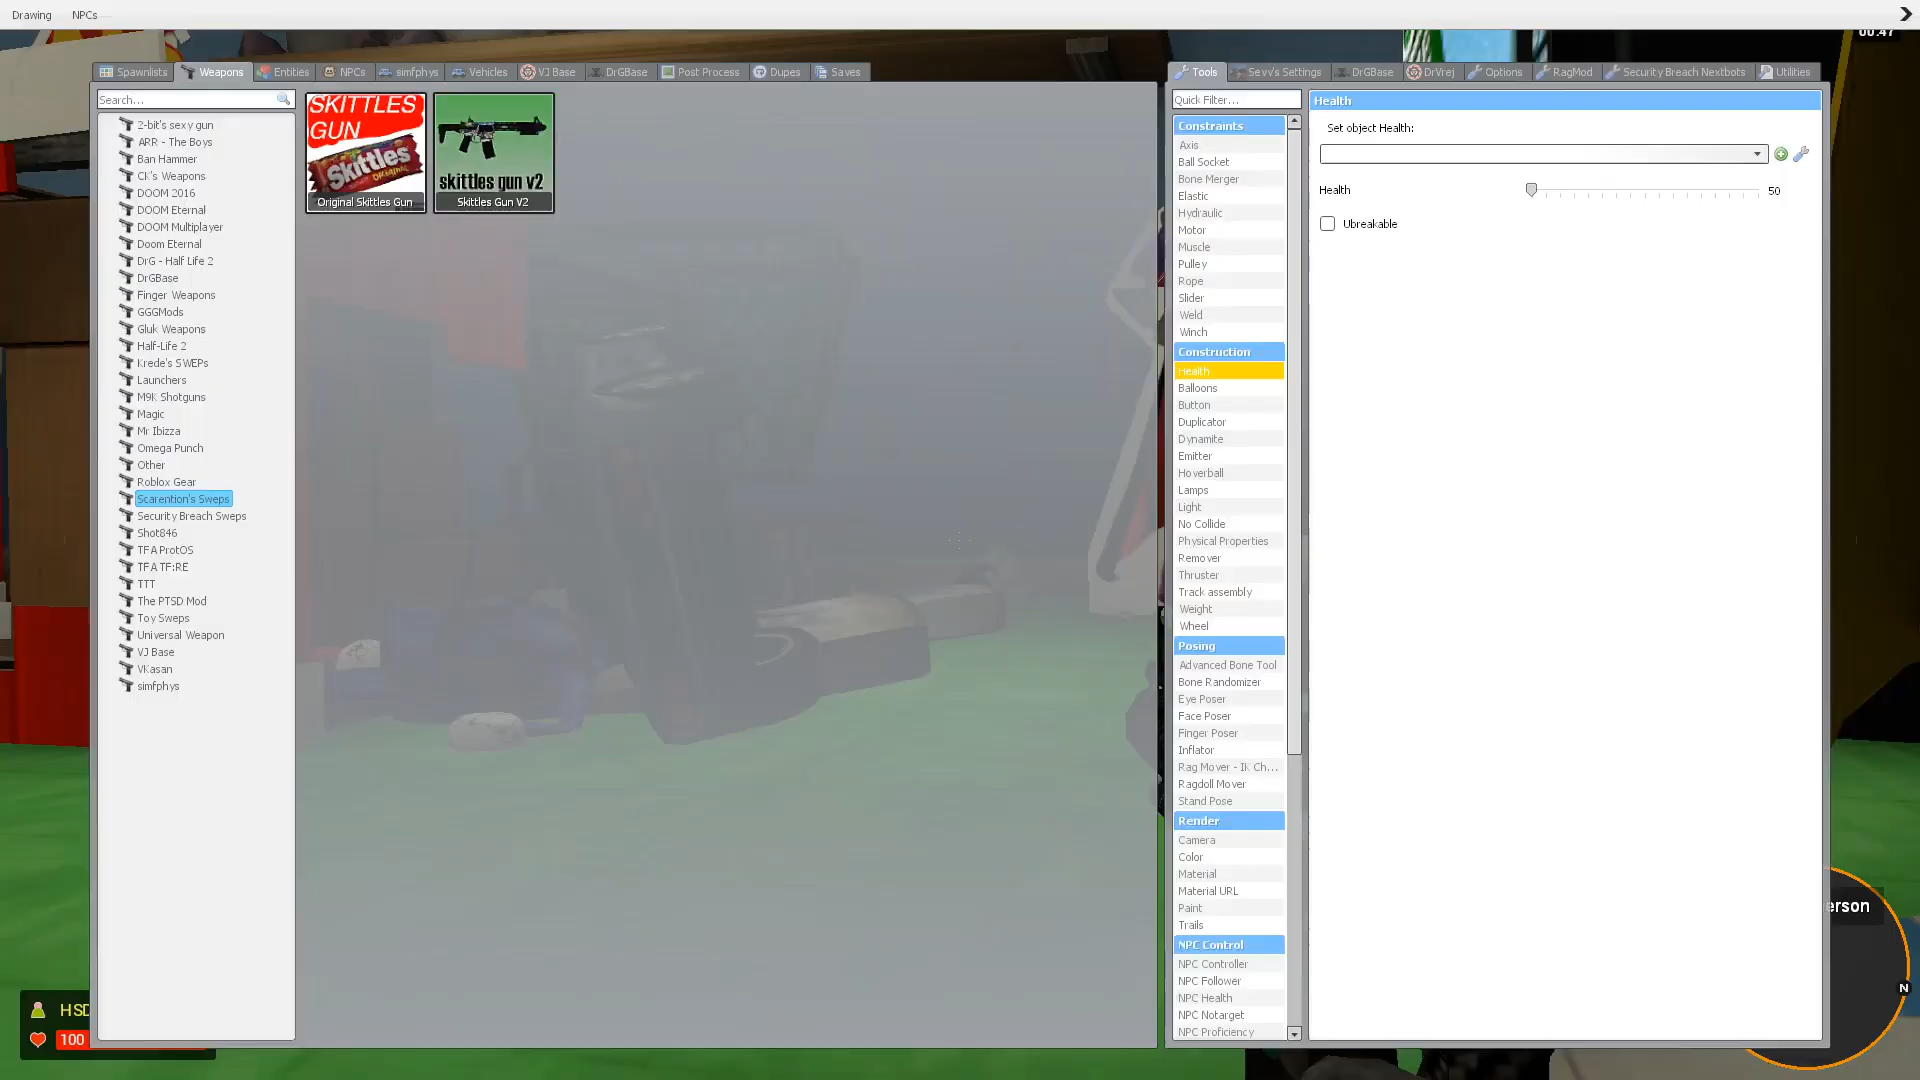 Drawing NPCs
00:47
Spawnlists Weapons Entities NPCs simfphys Vehicles VJ Base DrGBase Post Process Dupes Saves
Search...
2-bit's sexy gun
ARR - The Boys
Ban Hammer
CK's Weapons
DOOM 2016
DOOM Eternal
DOOM Multiplayer
Doom Eternal
DrG - Half Life 2
DrGBase
Finger Weapons
GGGMods
Gluk Weapons
Half-Life 2
Krede's SWEPs
Launchers
M9K Shotguns
Magic
Mr Ibizza
Omega Punch
Other
Roblox Gear
Scarention's Sweps
Security Breach Sweps
Shot846
TFA ProtOS
TFA TF:RE
TTT
The PTSD Mod
Toy Sweps
Universal Weapon
VJ Base
VKasan
simfphys
SKITTLES
GUN
Skittles
ORIGINAL
Original Skittles Gun
skittles gun v2
Skittles Gun V2
Tools Sevv's Settings DrGBase DrVrej Options RagMod Security Breach Nextbots Utilities
Quick Filter...
Constraints
Axis
Ball Socket
Bone Merger
Elastic
Hydraulic
Motor
Muscle
Pulley
Rope
Slider
Weld
Winch
Construction
Health
Balloons
Button
Duplicator
Dynamite
Emitter
Hoverball
Lamps
Light
No Collide
Physical Properties
Remover
Thruster
Track assembly
Weight
Wheel
Posing
Advanced Bone Tool
Bone Randomizer
Eye Poser
Face Poser
Finger Poser
Inflator
Rag Mover - IK Ch...
Ragdoll Mover
Stand Pose
Render
Camera
Color
Material
Material URL
Paint
Trails
NPC Control
NPC Controller
NPC Follower
NPC Health
NPC Notarget
NPC Proficiency
Health
Set object Health:
Health 50
Ubreakable
erson
N
HSD
100